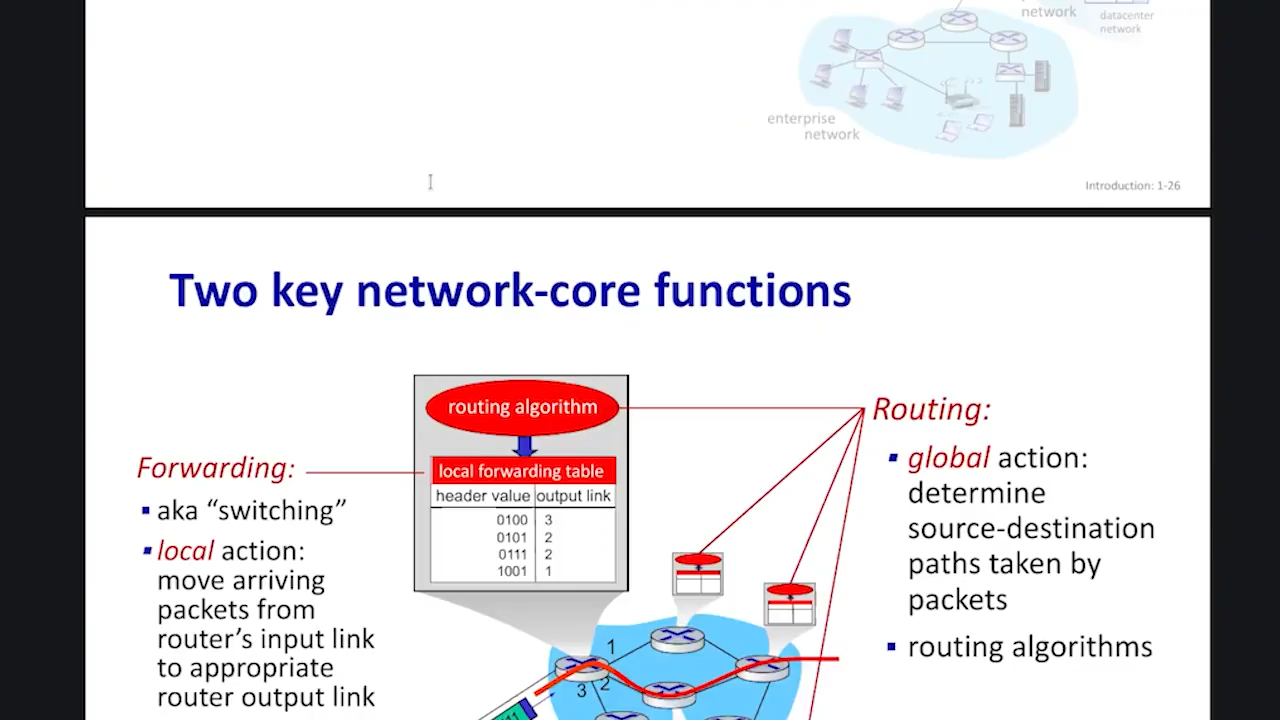 network
datacenter
network
enterprise
network
Introduction: 1-26
Two key network-core functions
routing algorithm
local forwarding table
header value output link
0100 3
0101 2
0111 2
1001 1
Forwarding:
▪ aka “switching”
▪ local action:
move arriving
packets from
router’s input link
to appropriate
router output link
Routing:
▪ global action:
determine
source-destination
paths taken by
packets
▪ routing algorithms
1
2
3